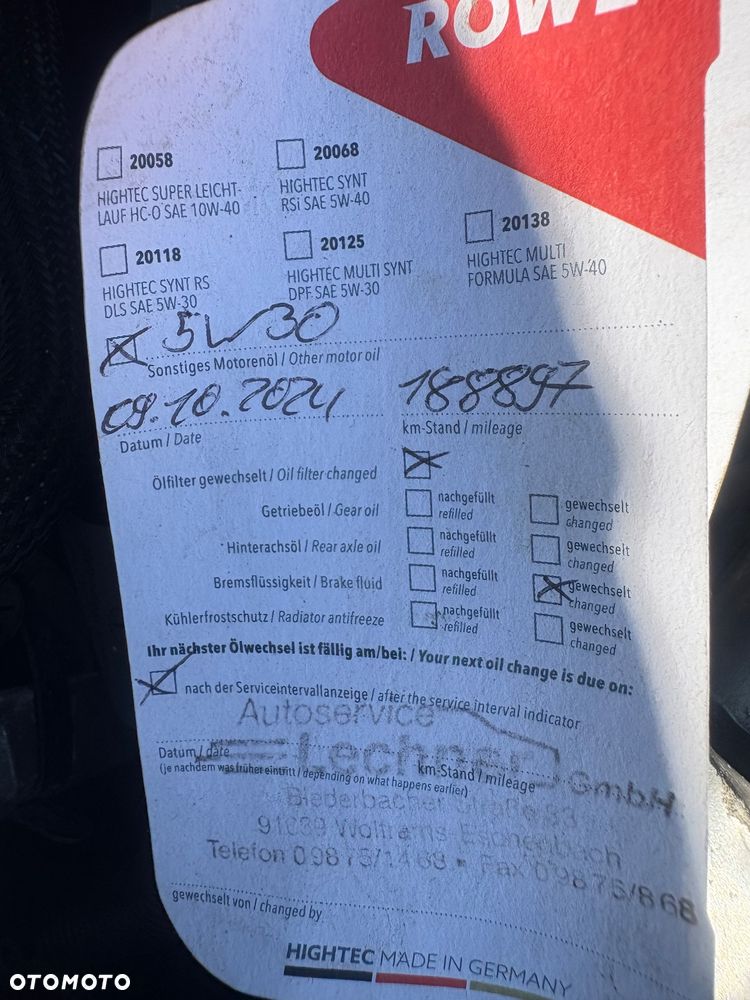 ROWE
20058
HIGHTEC SUPER LEICHT-
LAUF HC-O SAE 10W-40
20068
HIGHTEC SYNT
RSi SAE 5W-40
20118
HIGHTEC SYNT RS
DLS SAE 5W-30
20125
HIGHTEC MULTI SYNT
DPF SAE 5W-30
20138
HIGHTEC MULTI
FORMULA SAE 5W-40
5W30
Sonstiges Motorenöl / Other motor oil
09.10.2024 188897
Datum / Date km-Stand / mileage
Ölfilter gewechselt / Oil filter changed
Getriebeöl / Gear oil nachgefüllt gewechselt
refilled changed
Hinterachsöl / Rear axle oil nachgefüllt gewechselt
refilled changed
Bremsflüssigkeit / Brake fluid nachgefüllt gewechselt
refilled changed
Kühlerfrostschutz / Radiator antifreeze nachgefüllt gewechselt
refilled changed
Ihr nächster Ölwechsel ist fällig am/bei: / Your next oil change is due on:
nach der Serviceintervallanzeige / after the service interval indicator
Autoservice
Lechner GmbH
Datum / date km-Stand / mileage
(je nachdem was früher eintritt / depending on what happens earlier)
Biederbacher Straße 33
91639 Wolframs-Eschenbach
Telefon 09875/1468 • Fax 09875/868
gewechselt von / changed by
HIGHTEC MADE IN GERMANY
OTOMOTO